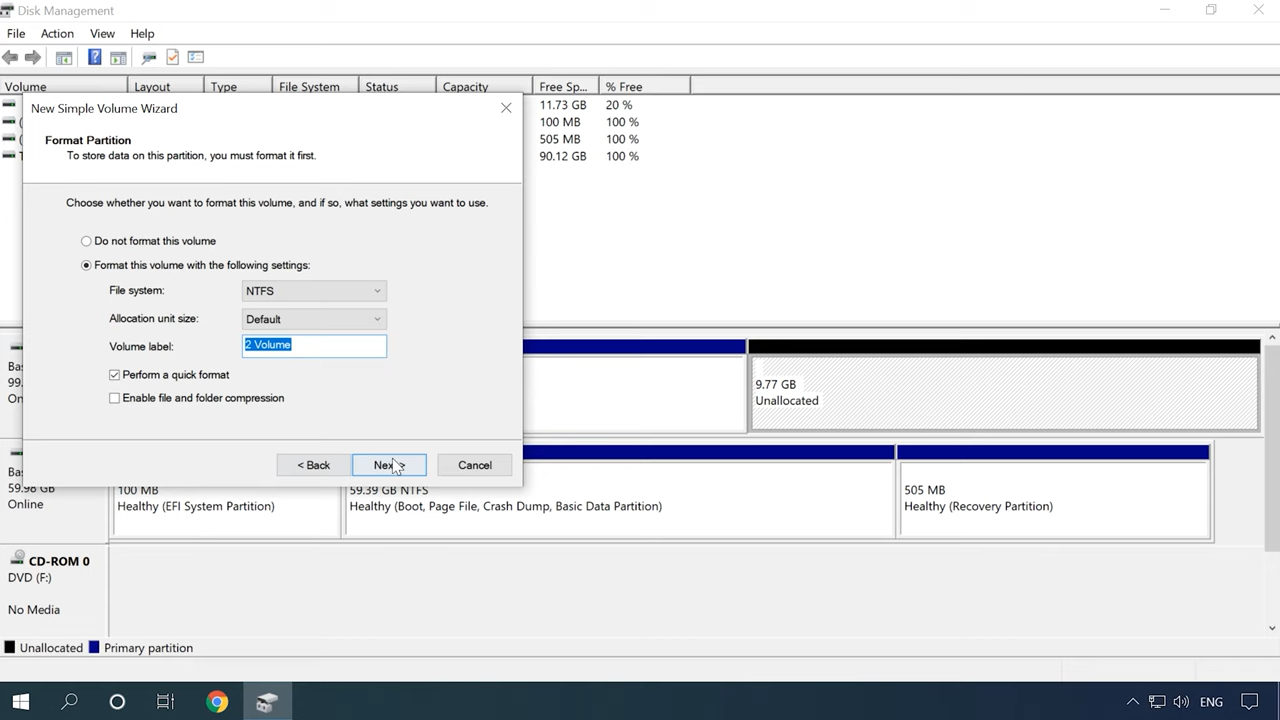 Disk Management
File Action View Help
Volume Layout Type File System Status Capacity Free Sp... % Free
11.73 GB 20 %
100 MB 100 %
505 MB 100 %
90.12 GB 100 %
New Simple Volume Wizard
Format Partition
To store data on this partition, you must format it first.
Choose whether you want to format this volume, and if so, what settings you want to use.
Do not format this volume
Format this volume with the following settings:
File system: NTFS
Allocation unit size: Default
Volume label: 2 Volume
Perform a quick format
Enable file and folder compression
< Back Next > Cancel
9.77 GB
Unallocated
Online
100 MB
Healthy (EFI System Partition)
59.39 GB NTFS
Healthy (Boot, Page File, Crash Dump, Basic Data Partition)
505 MB
Healthy (Recovery Partition)
CD-ROM 0
DVD (F:)
No Media
Unallocated Primary partition
ENG